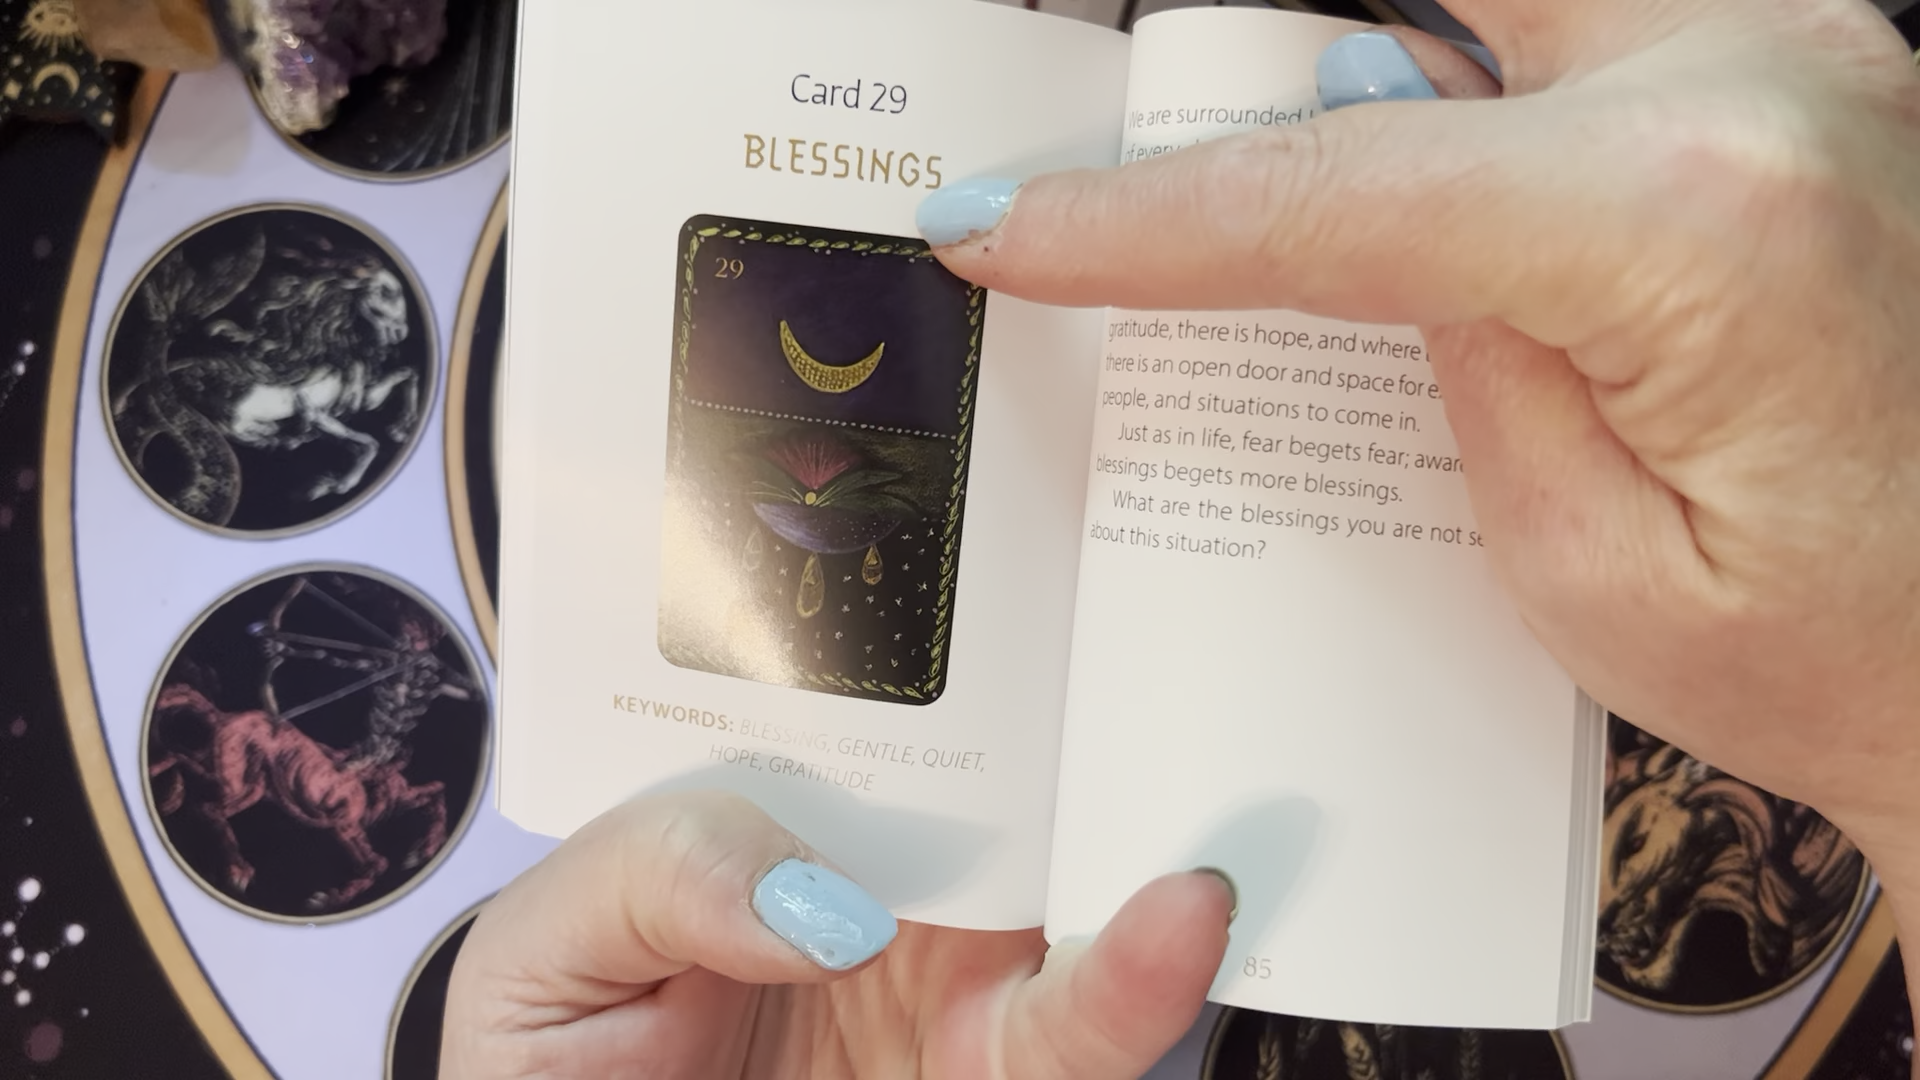 Card 29
BLESSINGS
29
KEYWORDS: BLESSING, GENTLE, QUIET,
HOPE, GRATITUDE
We are surrounded
of every
gratitude, there is hope, and where
there is an open door and space for
people, and situations to come in.
Just as in life, fear begets fear;
blessings begets more blessings.
What are the blessings you are not
about this situation?
85